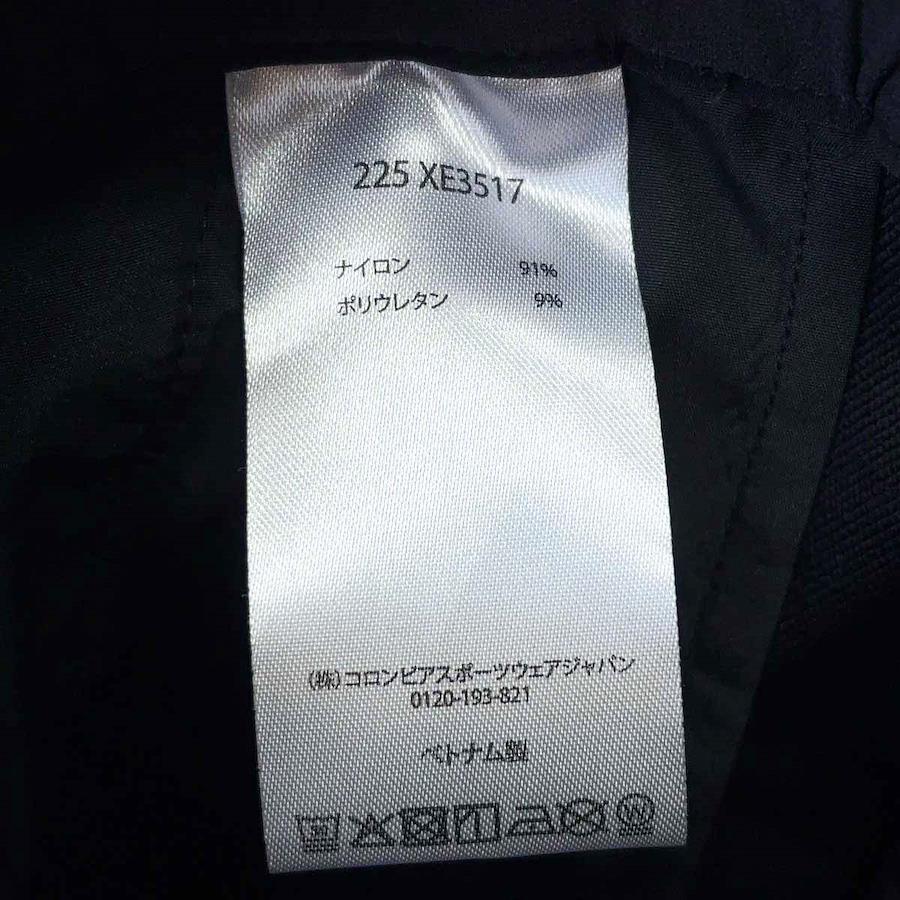 225 XE3517
ナイロン 91%
ポリウレタン 9%
(株)コロンビアスポーツウェアジャパン
0120-193-821
ベトナム製